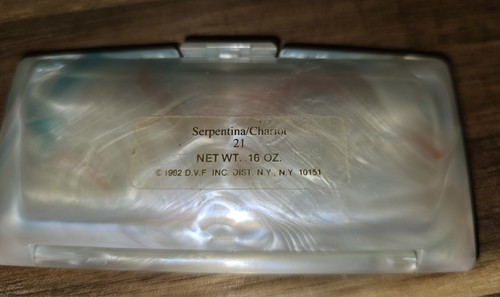 Serpentina/Chariot
21
NET WT. .16 OZ.
© 1982 D.V.F. INC. DIST. N.Y., N.Y. 10151